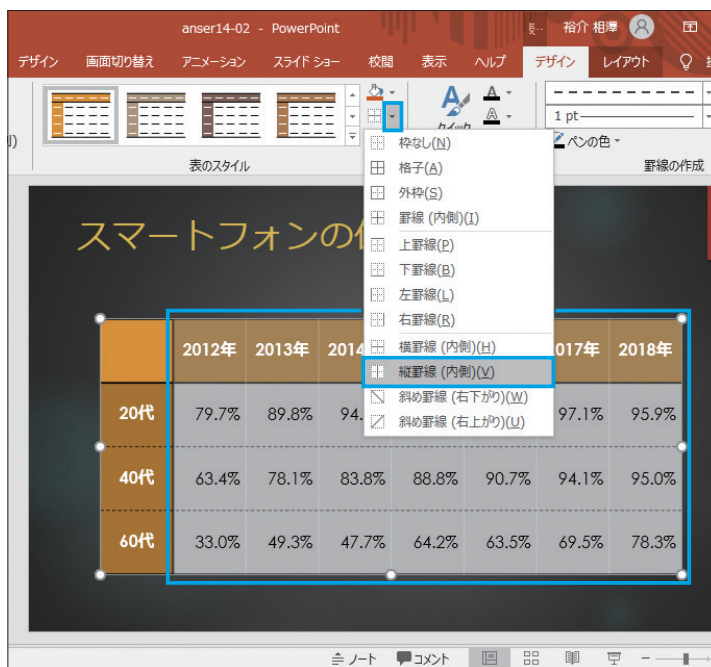 anser14-02 - PowerPoint
裕介 相澤
デザイン 画面切り替え アニメーション スライド ショー 校閲 表示 ヘルプ デザイン レイアウト
1 pt
ペンの色
表のスタイル
罫線の作成
枠なし(N)
格子(A)
外枠(S)
罫線 (内側)(I)
上罫線(P)
下罫線(B)
左罫線(L)
右罫線(R)
横罫線 (内側)(H)
縦罫線 (内側)(V)
斜め罫線 (右下がり)(W)
斜め罫線 (右上がり)(U)
スマートフォンの
2012年 2013年 2014 017年 2018年
20代 79.7% 89.8% 94. 97.1% 95.9%
40代 63.4% 78.1% 83.8% 88.8% 90.7% 94.1% 95.0%
60代 33.0% 49.3% 47.7% 64.2% 63.5% 69.5% 78.3%
ノート コメント